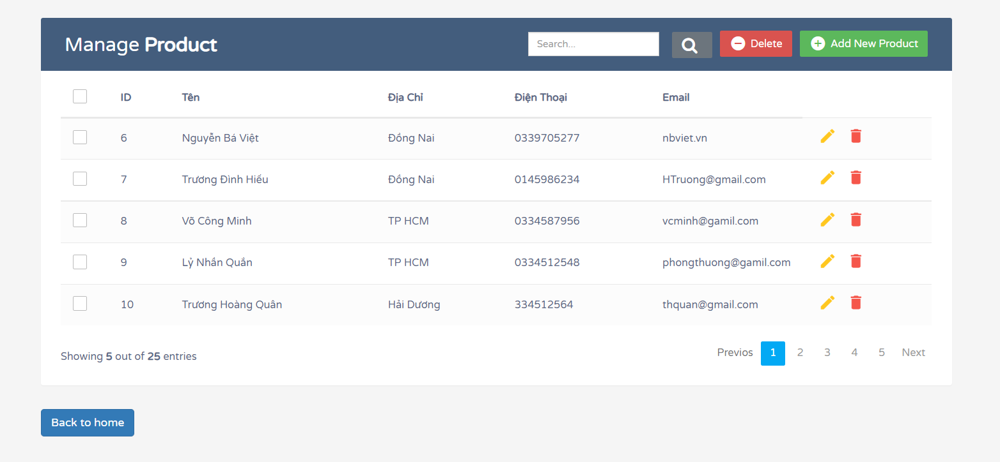 Manage Product Search... Delete Add New Product
ID Tên Địa Chỉ Điện Thoại Email
6 Nguyễn Bá Việt Đồng Nai 0339705277 nbviet.vn
7 Trương Đình Hiếu Đồng Nai 0145986234 HTruong@gmail.com
8 Võ Công Minh TP HCM 0334587956 vcminh@gamil.com
9 Lỷ Nhần Quắn TP HCM 0334512548 phongthuong@gamil.com
10 Trương Hoàng Quân Hải Dương 334512564 thquan@gmail.com
Showing 5 out of 25 entries Previos 1 2 3 4 5 Next
Back to home